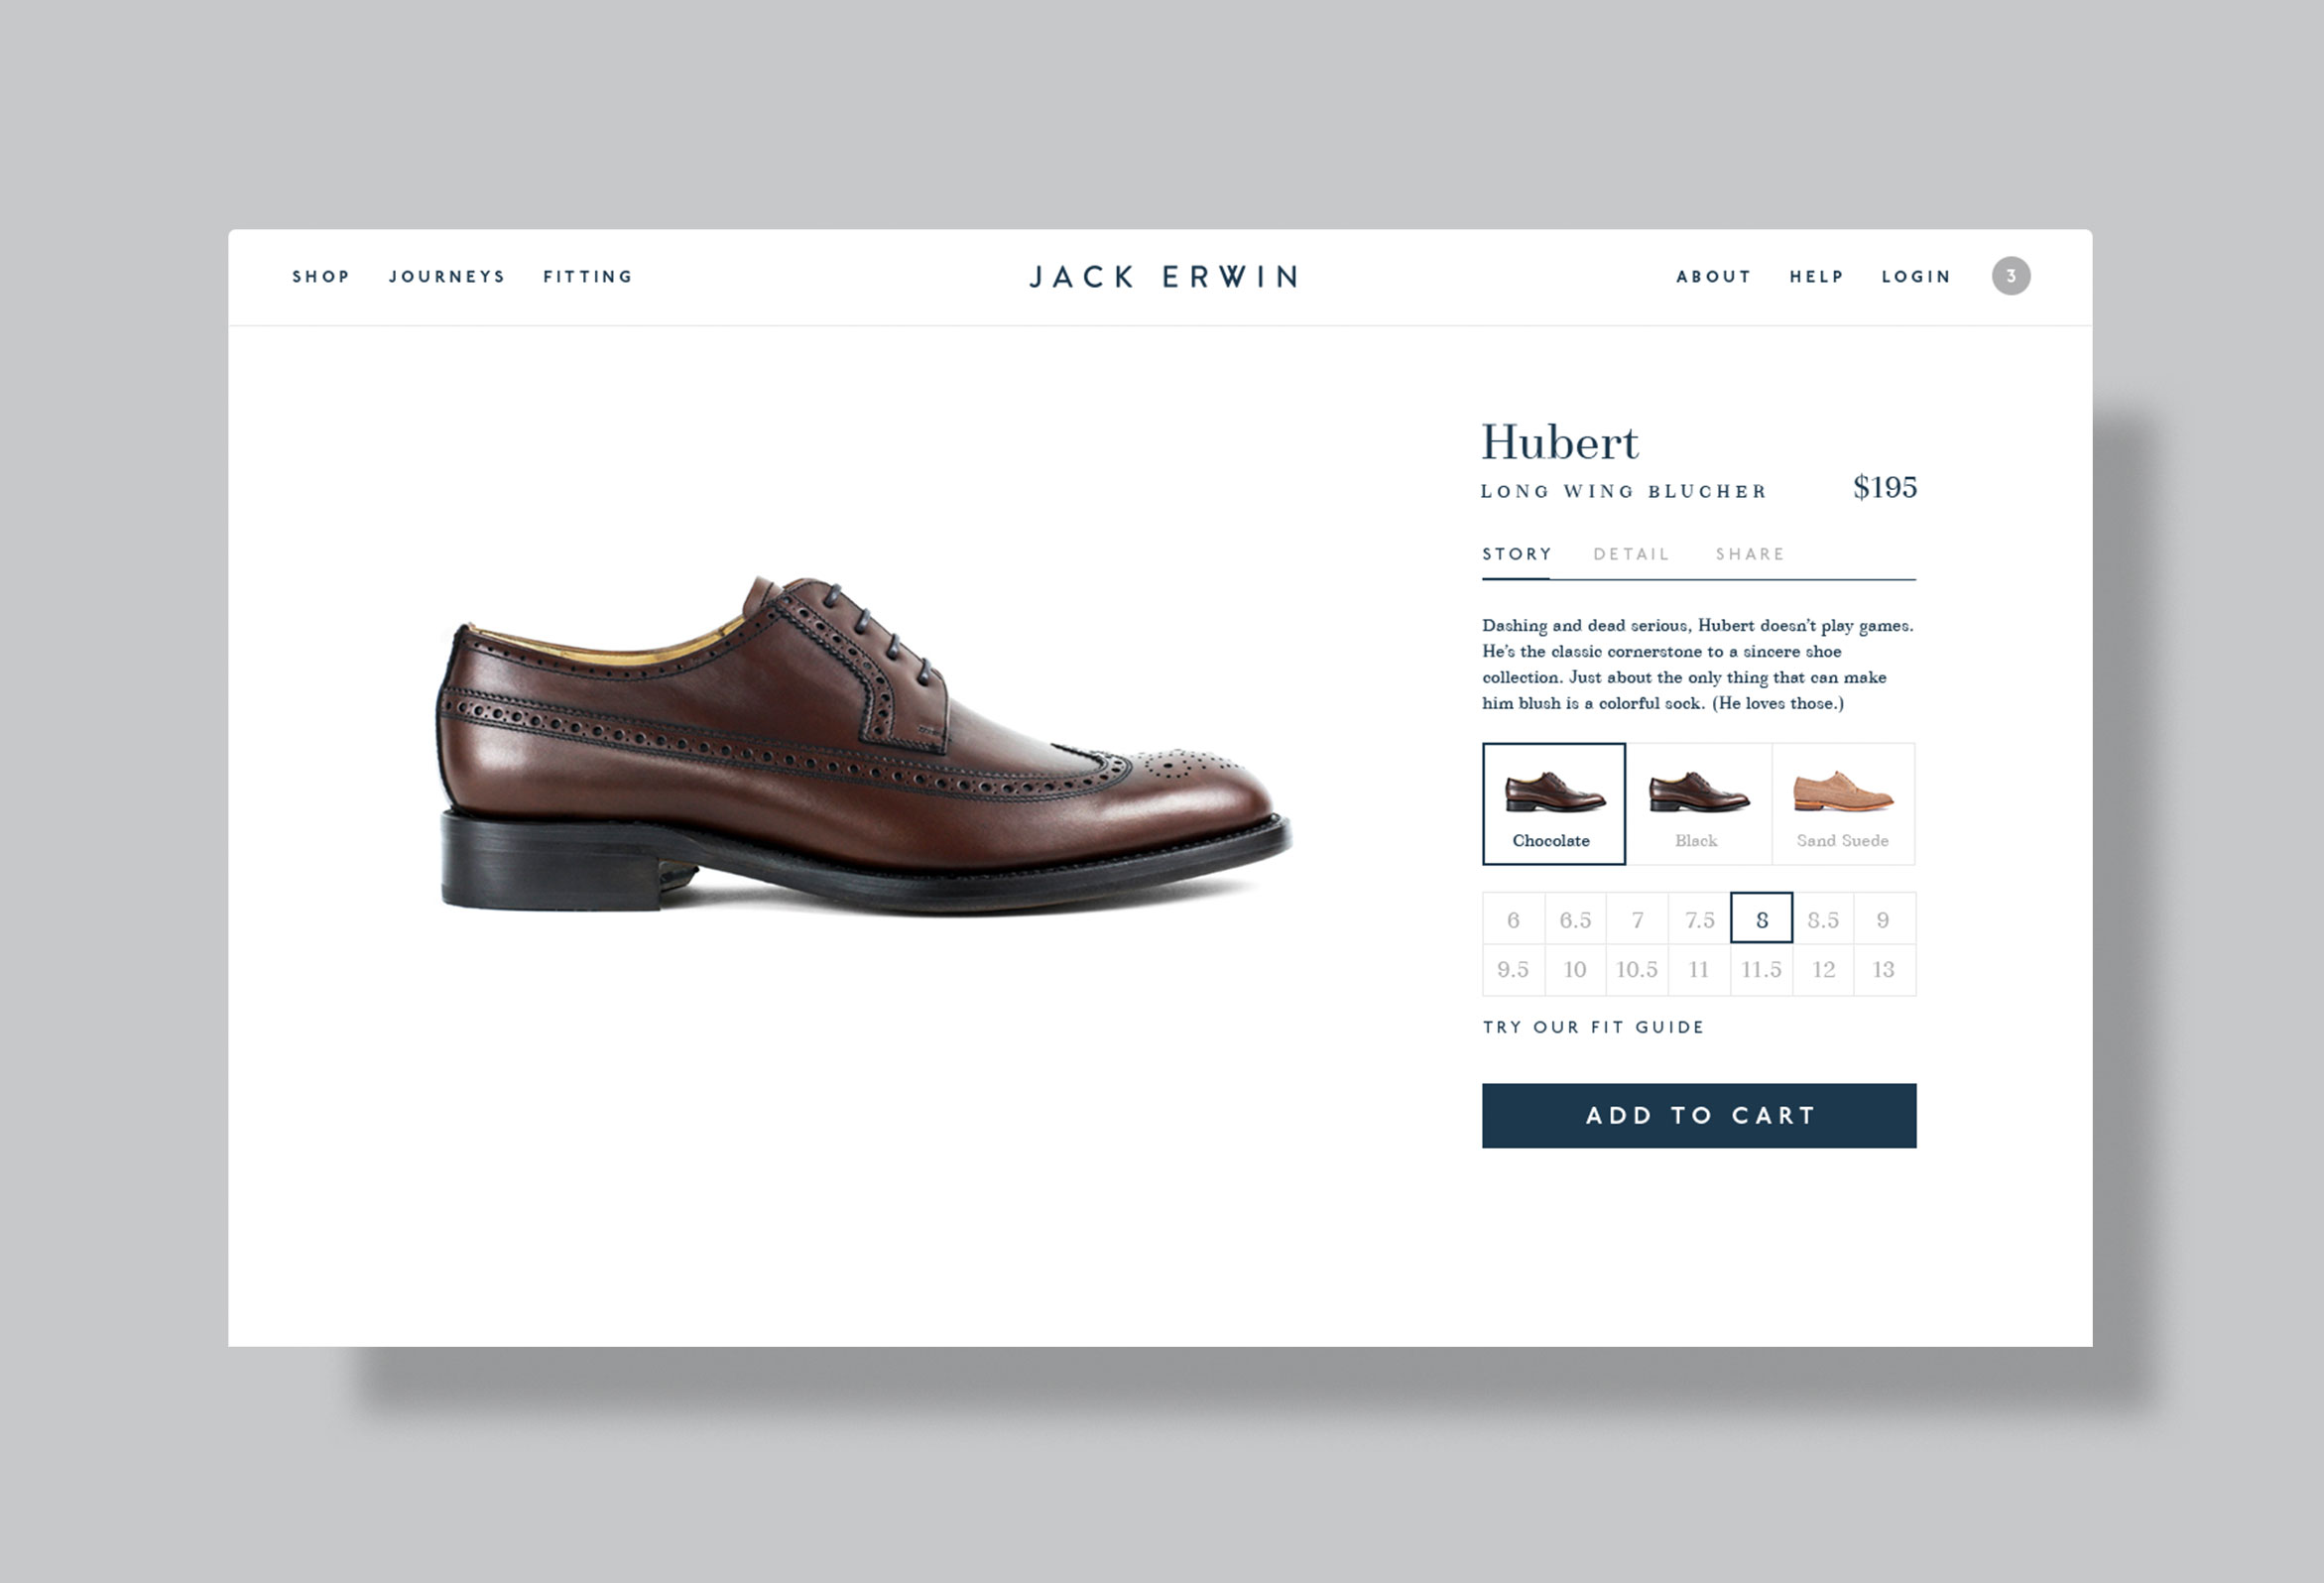 SHOP JOURNEYS FITTING JACK ERWIN ABOUT HELP LOGIN 3
Hubert
LONG WING BLUCHER $195
STORY DETAIL SHARE
Dashing and dead serious, Hubert doesn't play games.
He's the classic cornerstone to a sincere shoe
collection. Just about the only thing that can make
him blush is a colorful sock. (He loves those.)
Chocolate Black Sand Suede
6 6.5 7 7.5 8 8.5 9
9.5 10 10.5 11 11.5 12 13
TRY OUR FIT GUIDE
ADD TO CART